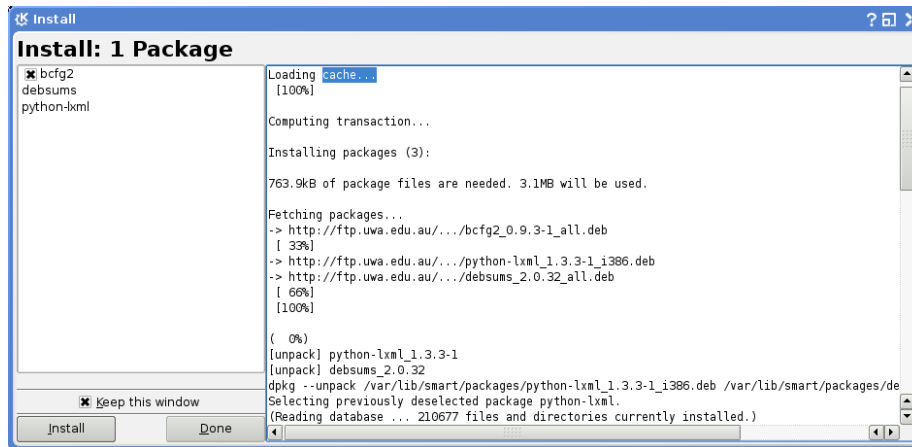 Install
Install: 1 Package
bcfg2
debsums
python-lxml
Keep this window
Install
Done
Loading cache...
[100%]
Computing transaction...
Installing packages (3):
763.9kB of package files are needed. 3.1MB will be used.
Fetching packages...
-> http://ftp.uwa.edu.au/.../bcfg2_0.9.3-1_all.deb
[ 33%]
-> http://ftp.uwa.edu.au/.../python-lxml_1.3.3-1_i386.deb
-> http://ftp.uwa.edu.au/.../debsums_2.0.32_all.deb
[ 66%]
[100%]
(  0%)
[unpack] python-lxml_1.3.3-1
[unpack] debsums_2.0.32
dpkg --unpack /var/lib/smart/packages/python-lxml_1.3.3-1_i386.deb /var/lib/smart/packages/de
Selecting previously deselected package python-lxml.
(Reading database ... 210677 files and directories currently installed.)